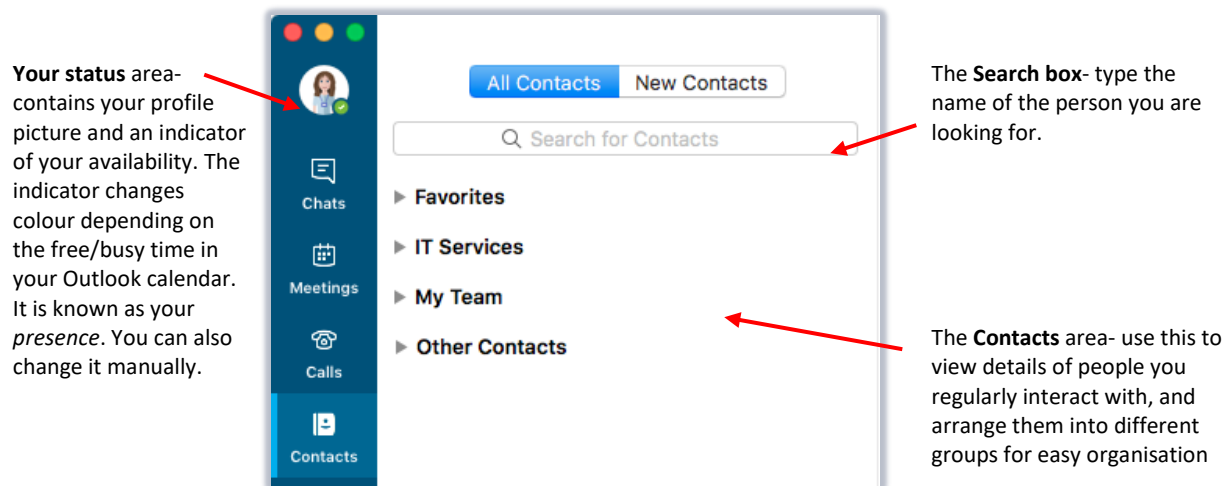 Your status area-
contains your profile
picture and an indicator
of your availability. The
indicator changes
colour depending on
the free/busy time in
your Outlook calendar.
It is known as your
presence. You can also
change it manually.
All Contacts New Contacts
Search for Contacts
Chats
Meetings
Calls
Contacts
Favorites
IT Services
My Team
Other Contacts
The Search box- type the
name of the person you are
looking for.
The Contacts area- use this to
view details of people you
regularly interact with, and
arrange them into different
groups for easy organisation